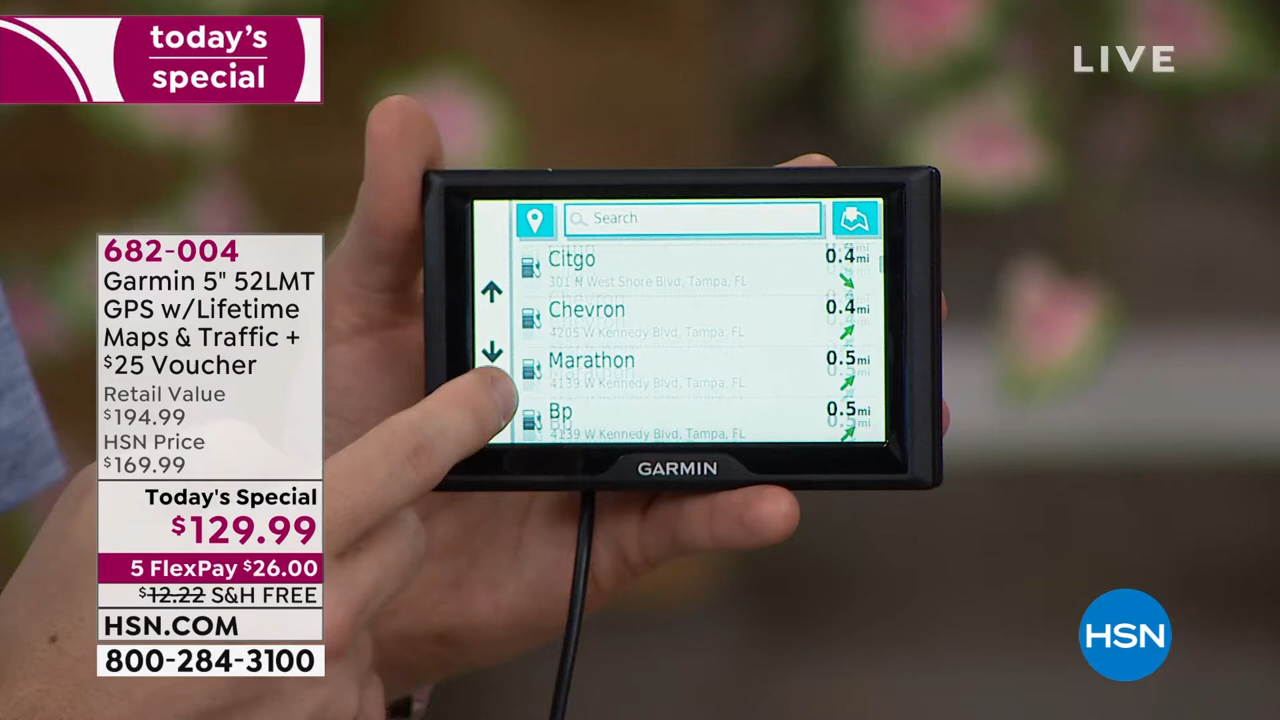 today's
special
LIVE
682-004
Garmin 5" 52LMT
GPS w/Lifetime
Maps & Traffic +
$25 Voucher
Retail Value
$194.99
HSN Price
$169.99
Today's Special
$129.99
5 FlexPay $26.00
$12.22 S&H FREE
HSN.COM
800-284-3100
Search
Citgo 0.4mi
301 N West Shore Blvd, Tampa, FL
Chevron 0.4mi
4205 W Kennedy Blvd, Tampa, FL
Marathon 0.5mi
4139 W Kennedy Blvd, Tampa, FL
Bp 0.5mi
4139 W Kennedy Blvd, Tampa, FL
GARMIN
HSN